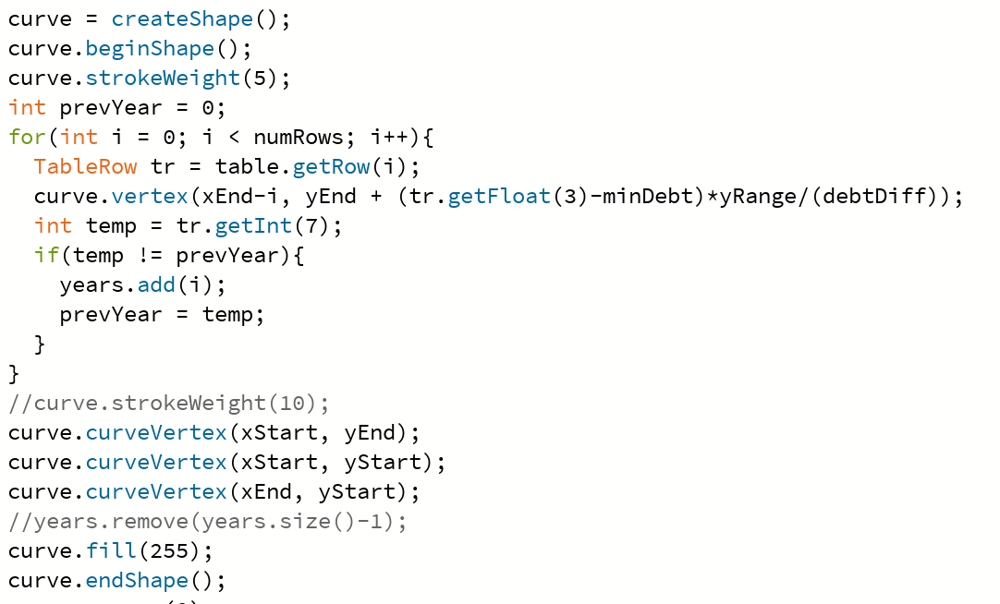 curve = createShape();
curve.beginShape();
curve.strokeWeight(5);
int prevYear = 0;
for(int i = 0; i < numRows; i++){
  TableRow tr = table.getRow(i);
  curve.vertex(xEnd-i, yEnd + (tr.getFloat(3)-minDebt)*yRange/(debtDiff));
  int temp = tr.getInt(7);
  if(temp != prevYear){
    years.add(i);
    prevYear = temp;
  }
}
//curve.strokeWeight(10);
curve.curveVertex(xStart, yEnd);
curve.curveVertex(xStart, yStart);
curve.curveVertex(xEnd, yStart);
//years.remove(years.size()-1);
curve.fill(255);
curve.endShape();